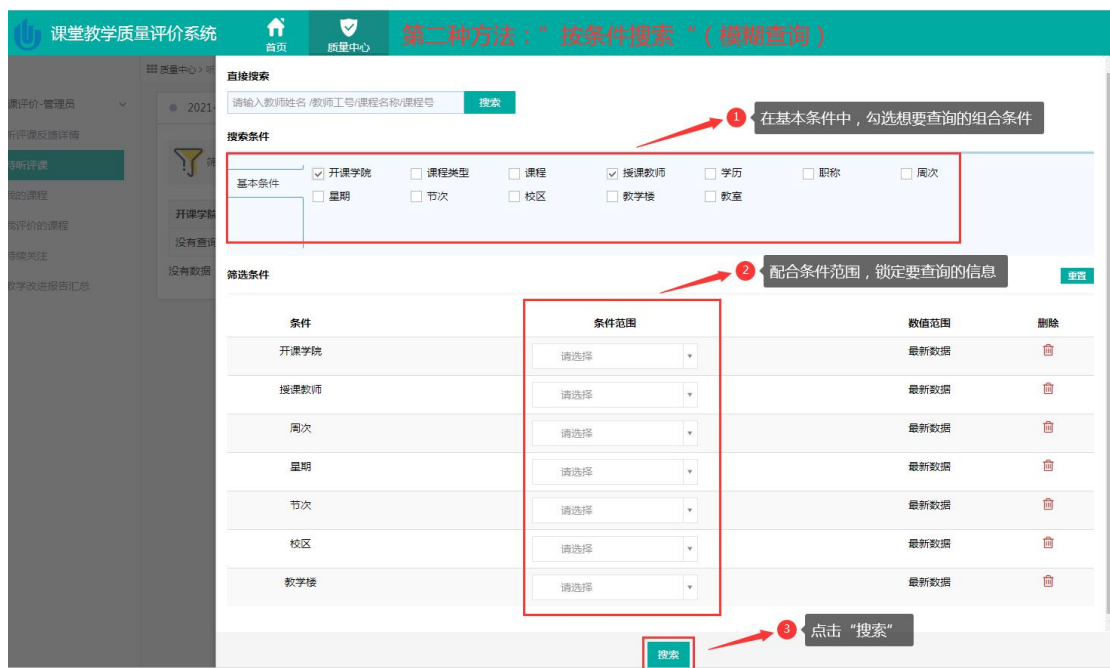 课堂教学质量评价系统
首页
质量中心
第二种方法：”按条件搜索“（模糊查询）
质量中心 > 听
直接搜索
课评价-管理员
2021-
请输入教师姓名 /教师工号/课程名称/课程号
搜索
1 在基本条件中，勾选想要查询的组合条件
听评课反馈详情
搜索条件
待听评课
筛
基本条件
开课学院 课程类型 课程 授课教师 学历 职称 周次
星期 节次 校区 教学楼 教室
的课程
评价的课程
开课学院
没有查询
持续关注
没有数据
筛选条件
2 配合条件范围，锁定要查询的信息
重置
教学改进报告汇总
条件 条件范围 数值范围 删除
开课学院 请选择 最新数据
授课教师 请选择 最新数据
周次 请选择 最新数据
星期 请选择 最新数据
节次 请选择 最新数据
校区 请选择 最新数据
教学楼 请选择 最新数据
3 点击“搜索”
搜索